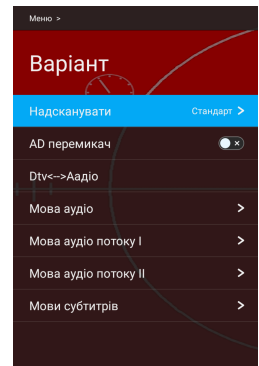 Меню >
Варіант
Надсканувати Стандарт >
AD перемикач
Dtv<-->Аадіо
Мова аудіо >
Мова аудіо потоку I >
Мова аудіо потоку II >
Мови субтитрів >